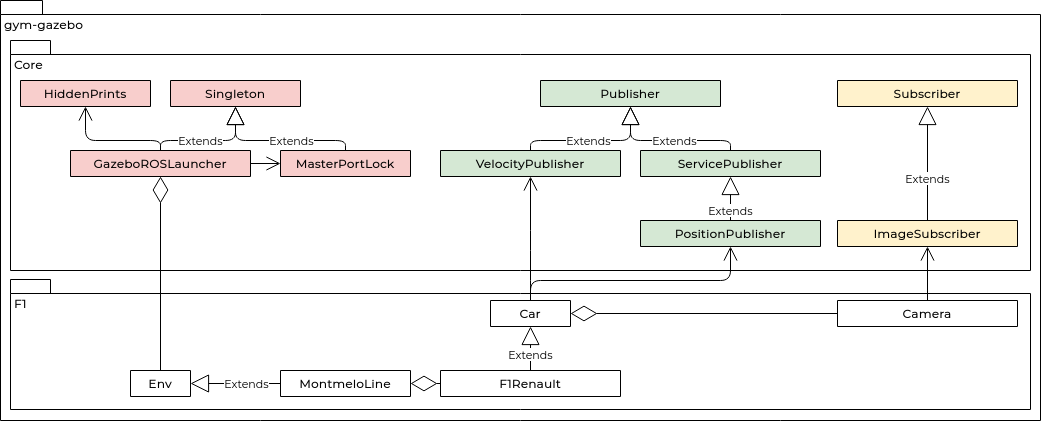 gym-gazebo
Core
HiddenPrints
Singleton
Publisher
Subscriber
Extends
Extends
Extends
Extends
GazeboROSLauncher
MasterPortLock
VelocityPublisher
ServicePublisher
Extends
Extends
PositionPublisher
ImageSubscriber
F1
Car
Camera
Extends
Env
Extends
MontmeloLine
F1Renault